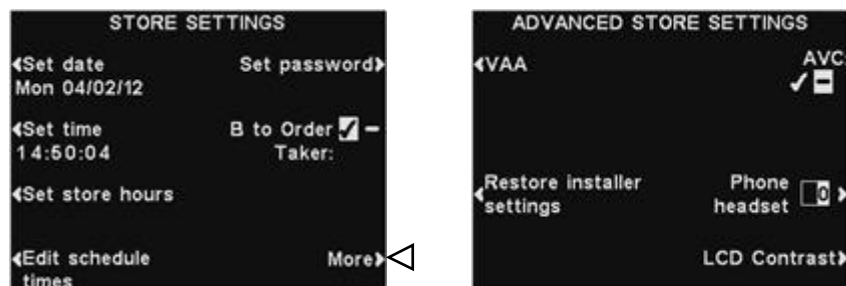 STORE SETTINGS
Set date
Mon 04/02/12
Set password
Set time
14:50:04
B to Order ✓ –
Taker:
Set store hours
Edit schedule
times
More
ADVANCED STORE SETTINGS
VAA
AVC:
✓ –
Restore installer
settings
Phone
headset 0
LCD Contrast